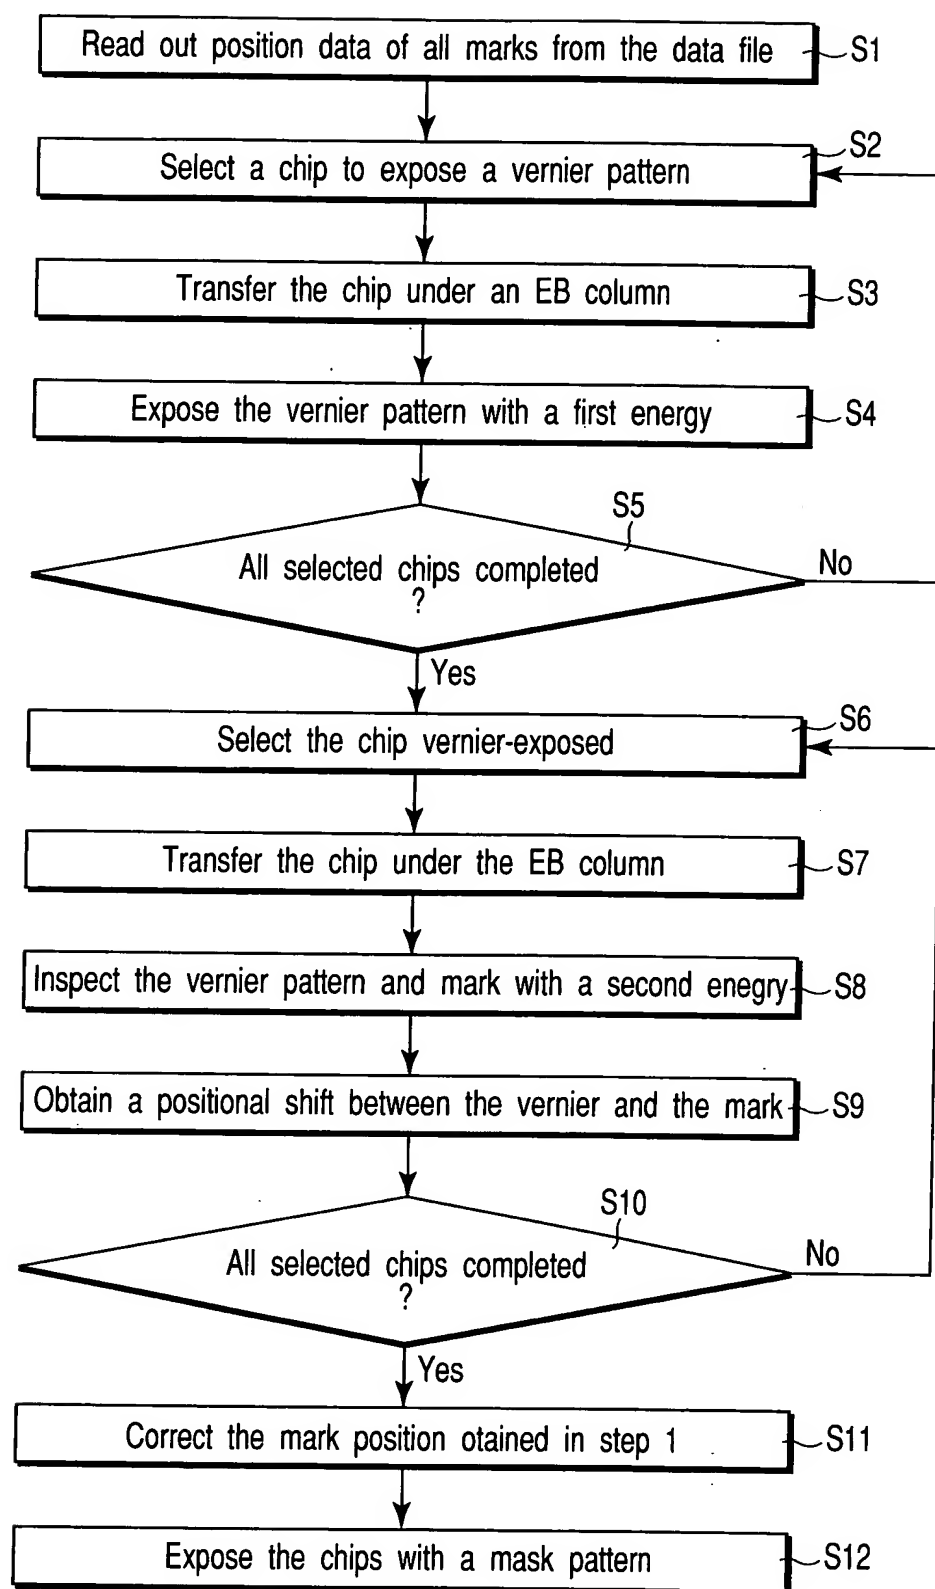 Read out position data of all marks from the data file
S1
Select a chip to expose a vernier pattern
S2
Transfer the chip under an EB column
S3
Expose the vernier pattern with a first energy
S4
S5
All selected chips completed
?
No
Yes
Select the chip vernier-exposed
S6
Transfer the chip under the EB column
S7
Inspect the vernier pattern and mark with a second enegry
S8
Obtain a positional shift between the vernier and the mark
S9
S10
All selected chips completed
?
No
Yes
Correct the mark position otained in step 1
S11
Expose the chips with a mask pattern
S12